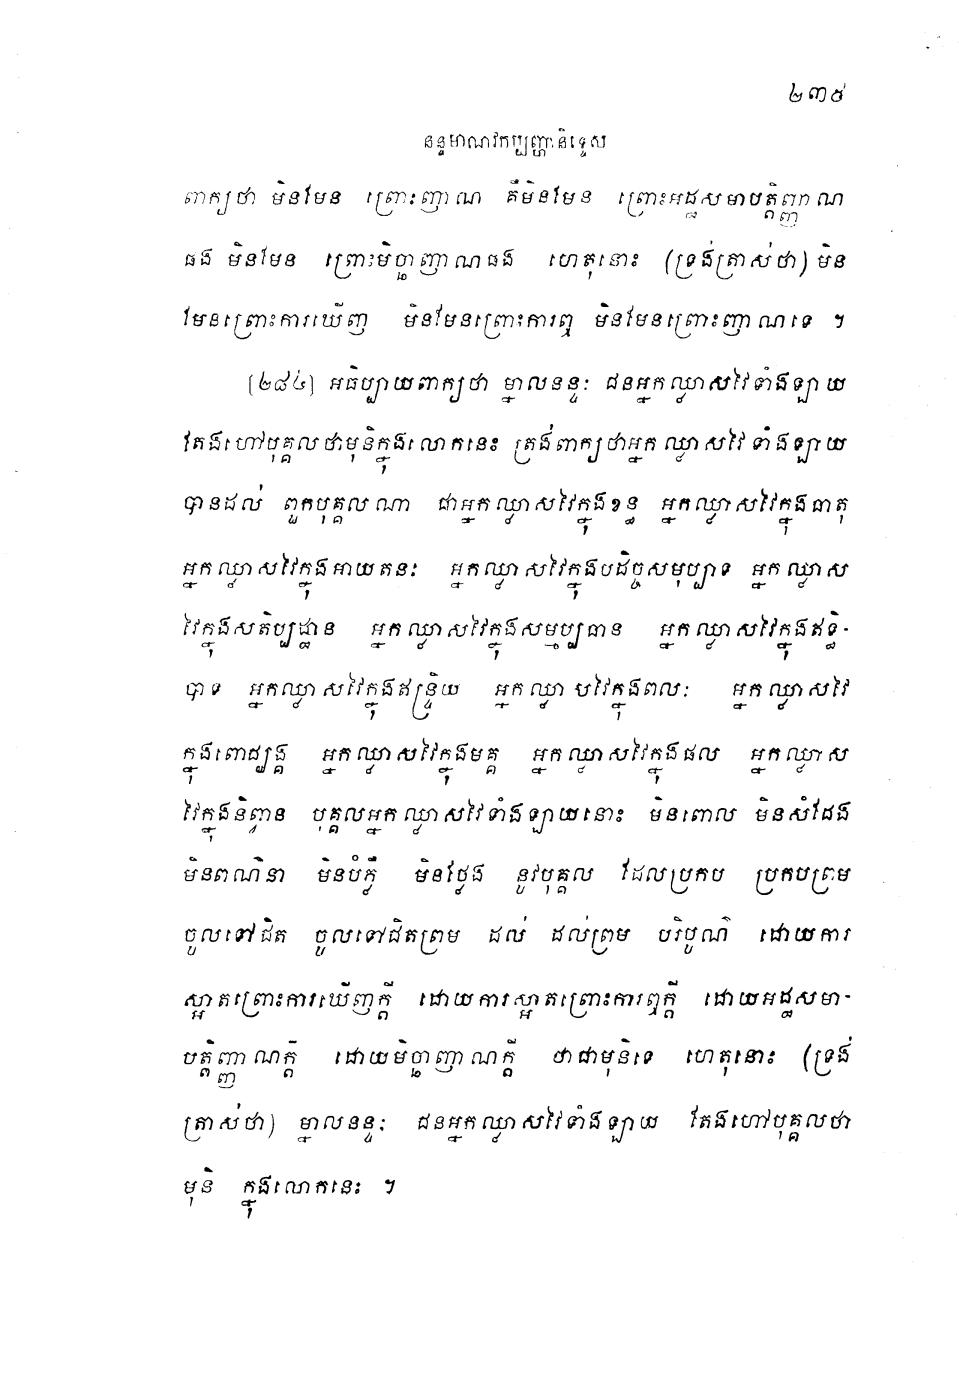 ២៣៩
នន្ទមាណវកប្បញ្ហានិទ្ទេស
ពាក្យថា មិនមែន ព្រោះញាណ គឺមិនមែន ព្រោះអដ្ឋសមាបត្តិញ្ញាណ
ផង មិនមែន ព្រោះមិច្ឆាញាណផង ហេតុនោះ (ទ្រង់ត្រាស់ថា) មិន
មែនព្រោះការឃើញ មិនមែនព្រោះការឮ មិនមែនព្រោះញាណទេ ។
(២៨៤) អធិប្បាយពាក្យថា ម្នាលនន្ទៈ ជនអ្នកឈ្លាសវៃទាំងឡាយ
តែងហៅបុគ្គលថាមុនិក្នុងលោកនេះ ត្រង់ពាក្យថាអ្នកឈ្លាសវៃទាំងឡាយ
បានដល់ ពួកបុគ្គលណា ជាអ្នកឈ្លាសវៃក្នុងខន្ធ អ្នកឈ្លាសវៃក្នុងធាតុ
អ្នកឈ្លាសវៃក្នុងអាយតនៈ អ្នកឈ្លាសវៃក្នុងបដិច្ចសមុប្បាទ អ្នកឈ្លាស
វៃក្នុងសតិប្បដ្ឋាន អ្នកឈ្លាសវៃក្នុងសម្មប្បធាន អ្នកឈ្លាសវៃក្នុងឥទ្ធិ-
បាទ អ្នកឈ្លាសវៃក្នុងឥន្ទ្រិយ អ្នកឈ្លាសវៃក្នុងពលៈ អ្នកឈ្លាសវៃ
ក្នុងពោជ្ឈង្គ អ្នកឈ្លាសវៃក្នុងមគ្គ អ្នកឈ្លាសវៃក្នុងផល អ្នកឈ្លាស
វៃក្នុងនិព្វាន បុគ្គលអ្នកឈ្លាសវៃទាំងឡាយនោះ មិនពោល មិនសំដែង
មិនពណ៌នា មិនបំភ្លឺ មិនថ្លែង នូវបុគ្គល ដែលប្រកប ប្រកបព្រម
ចូលទៅជិត ចូលទៅជិតព្រម ដល់ ដល់ព្រម បរិបូណ៌ ដោយការ
ស្អាតព្រោះការឃើញក្តី ដោយការស្អាតព្រោះការឮក្តី ដោយអដ្ឋសមា-
បត្តិញ្ញាណក្តី ដោយមិច្ឆាញាណក្តី ថាជាមុនិទេ ហេតុនោះ (ទ្រង់
ត្រាស់ថា) ម្នាលនន្ទៈ ជនអ្នកឈ្លាសវៃទាំងឡាយ តែងហៅបុគ្គលថា
មុនិ ក្នុងលោកនេះ ។